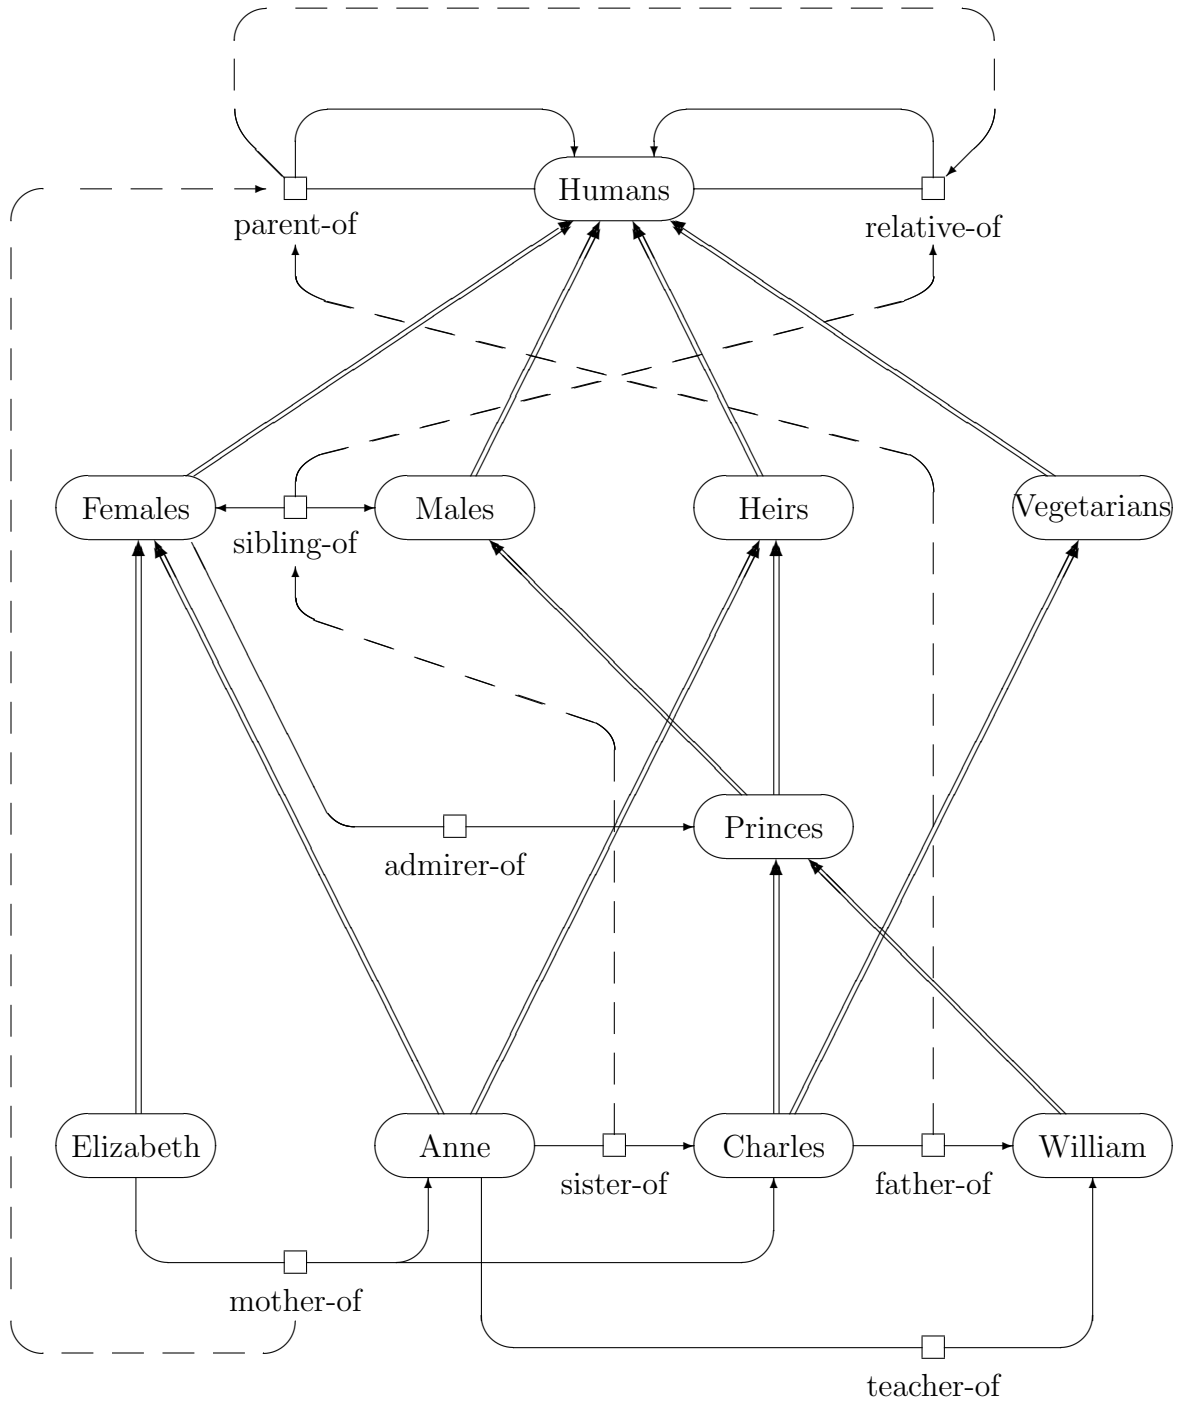 Humans
parent-of
relative-of
Females
Males
Heirs
Vegetarians
sibling-of
Princes
admirer-of
Elizabeth
Anne
Charles
William
sister-of
father-of
mother-of
teacher-of